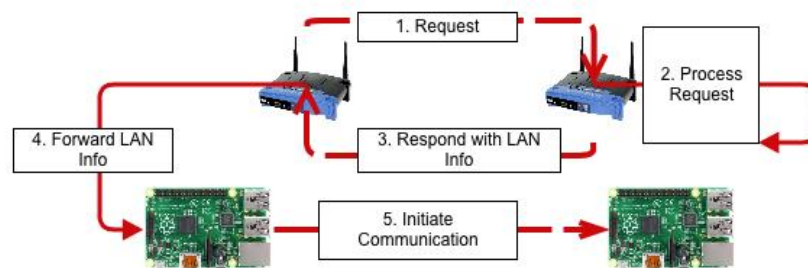 1. Request
2. Process
Request
3. Respond with LAN
Info
4. Forward LAN
Info
5. Initiate
Communication